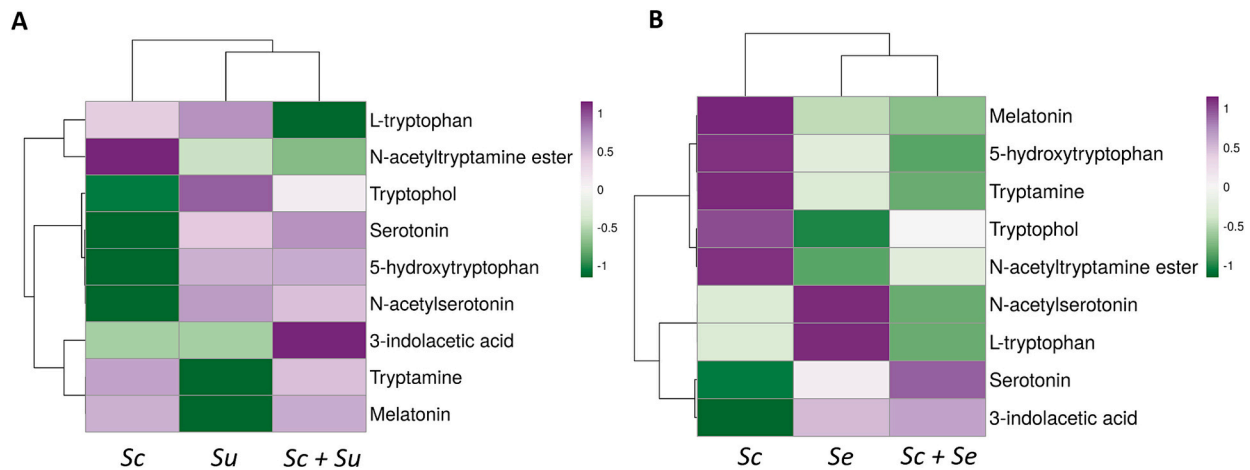 A
L-tryptophan
N-acetyltryptamine ester
Tryptophol
Serotonin
5-hydroxytryptophan
N-acetylserotonin
3-indolacetic acid
Tryptamine
Melatonin
1
0.5
0
-0.5
-1
Sc
Su
Sc + Su
B
Melatonin
5-hydroxytryptophan
Tryptamine
Tryptophol
N-acetyltryptamine ester
N-acetylserotonin
L-tryptophan
Serotonin
3-indolacetic acid
1
0.5
0
-0.5
-1
Sc
Se
Sc + Se